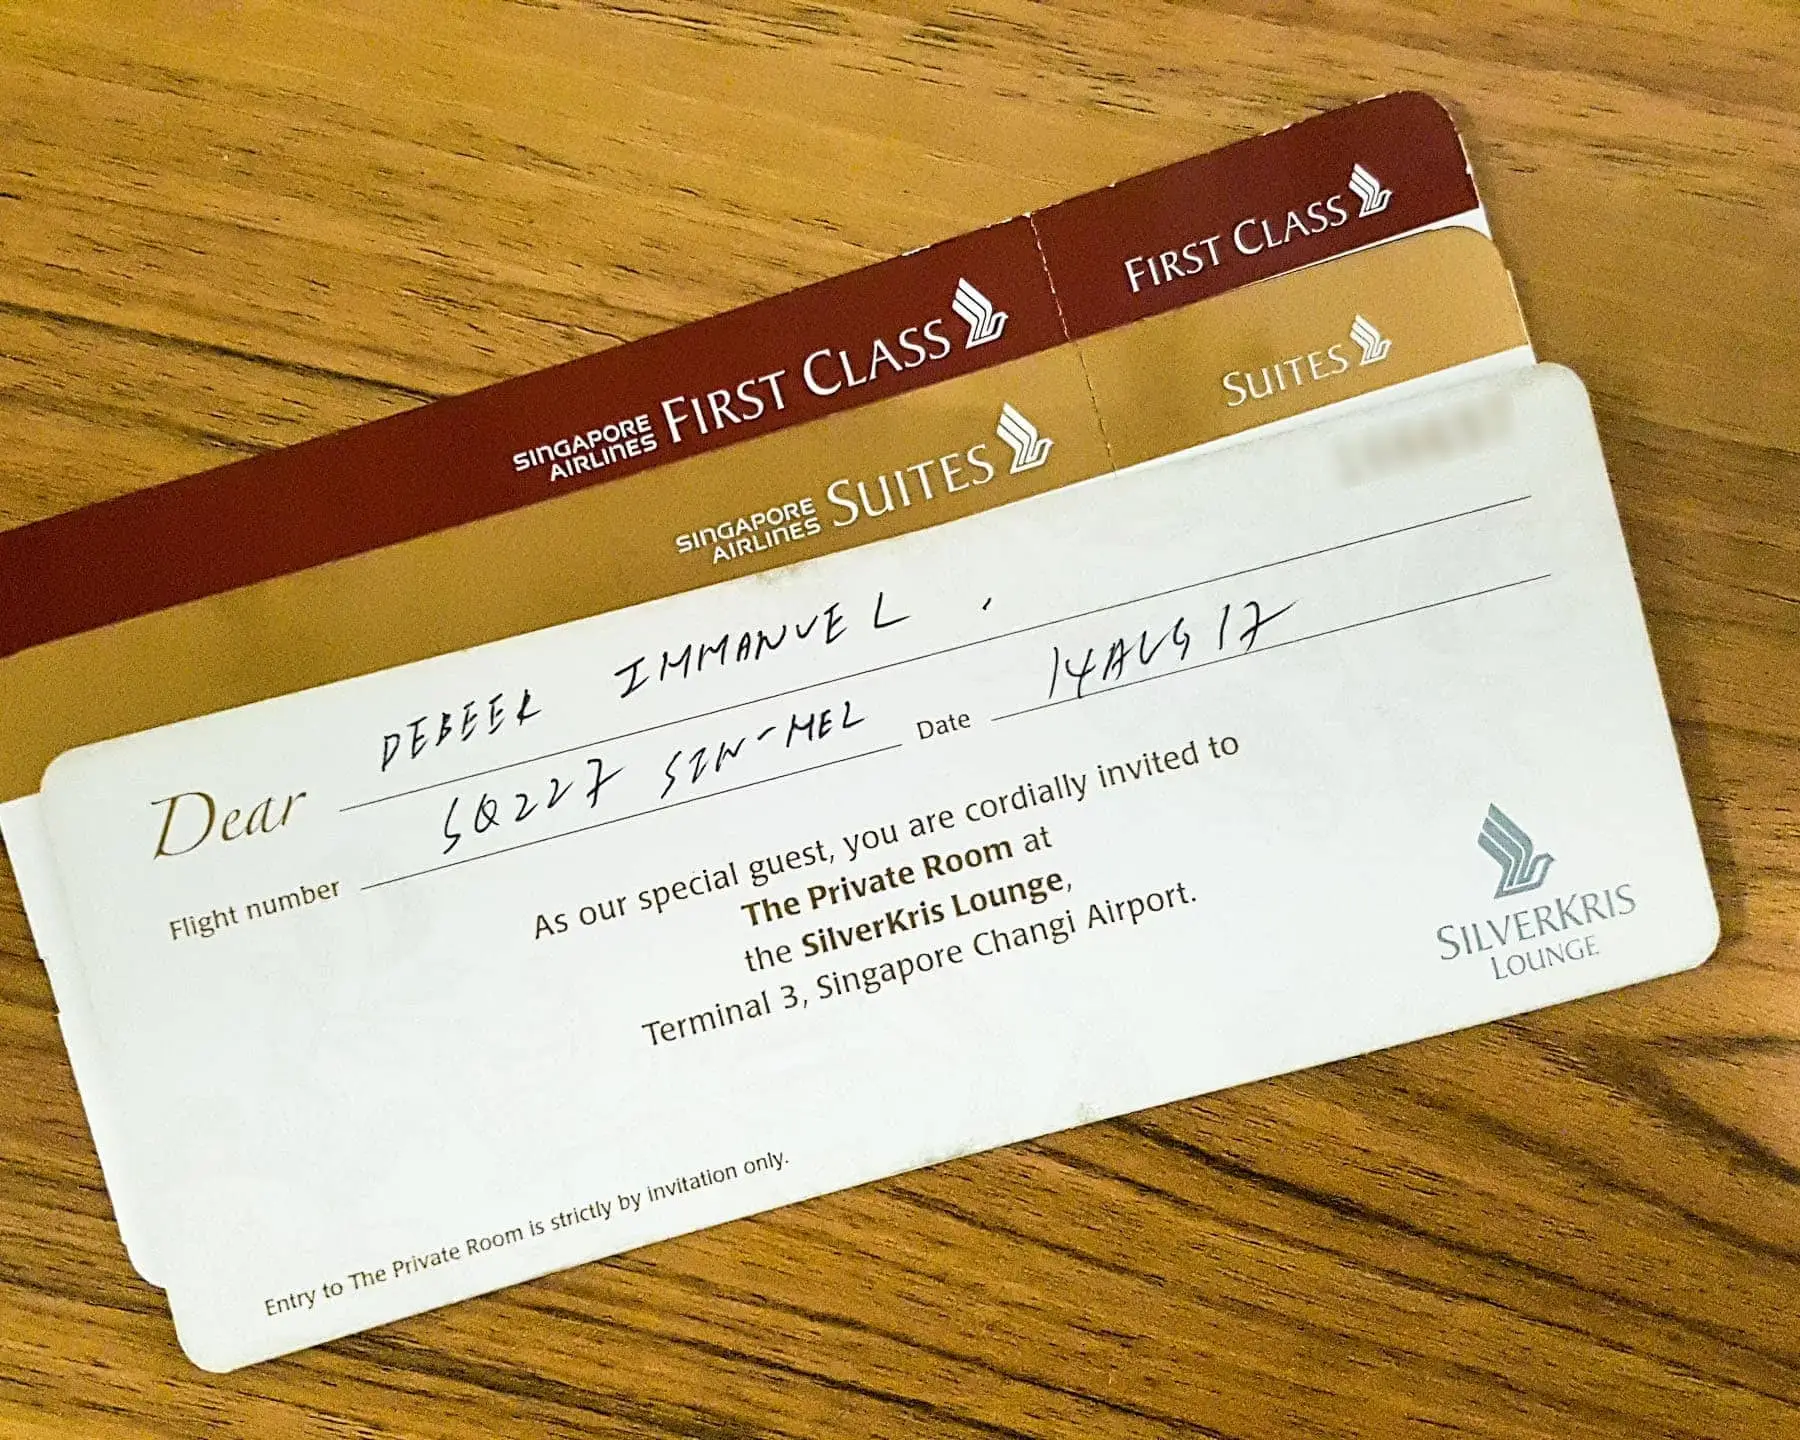 FIRST CLASS
SINGAPORE AIRLINES FIRST CLASS
SUITES
SINGAPORE AIRLINES SUITES
Dear DEBEER IMMANUEL.
Flight number SQ227 SIN-MEL Date 14AUG17
As our special guest, you are cordially invited to
The Private Room at
the SilverKris Lounge,
Terminal 3, Singapore Changi Airport.
SILVERKRIS
LOUNGE
Entry to The Private Room is strictly by invitation only.